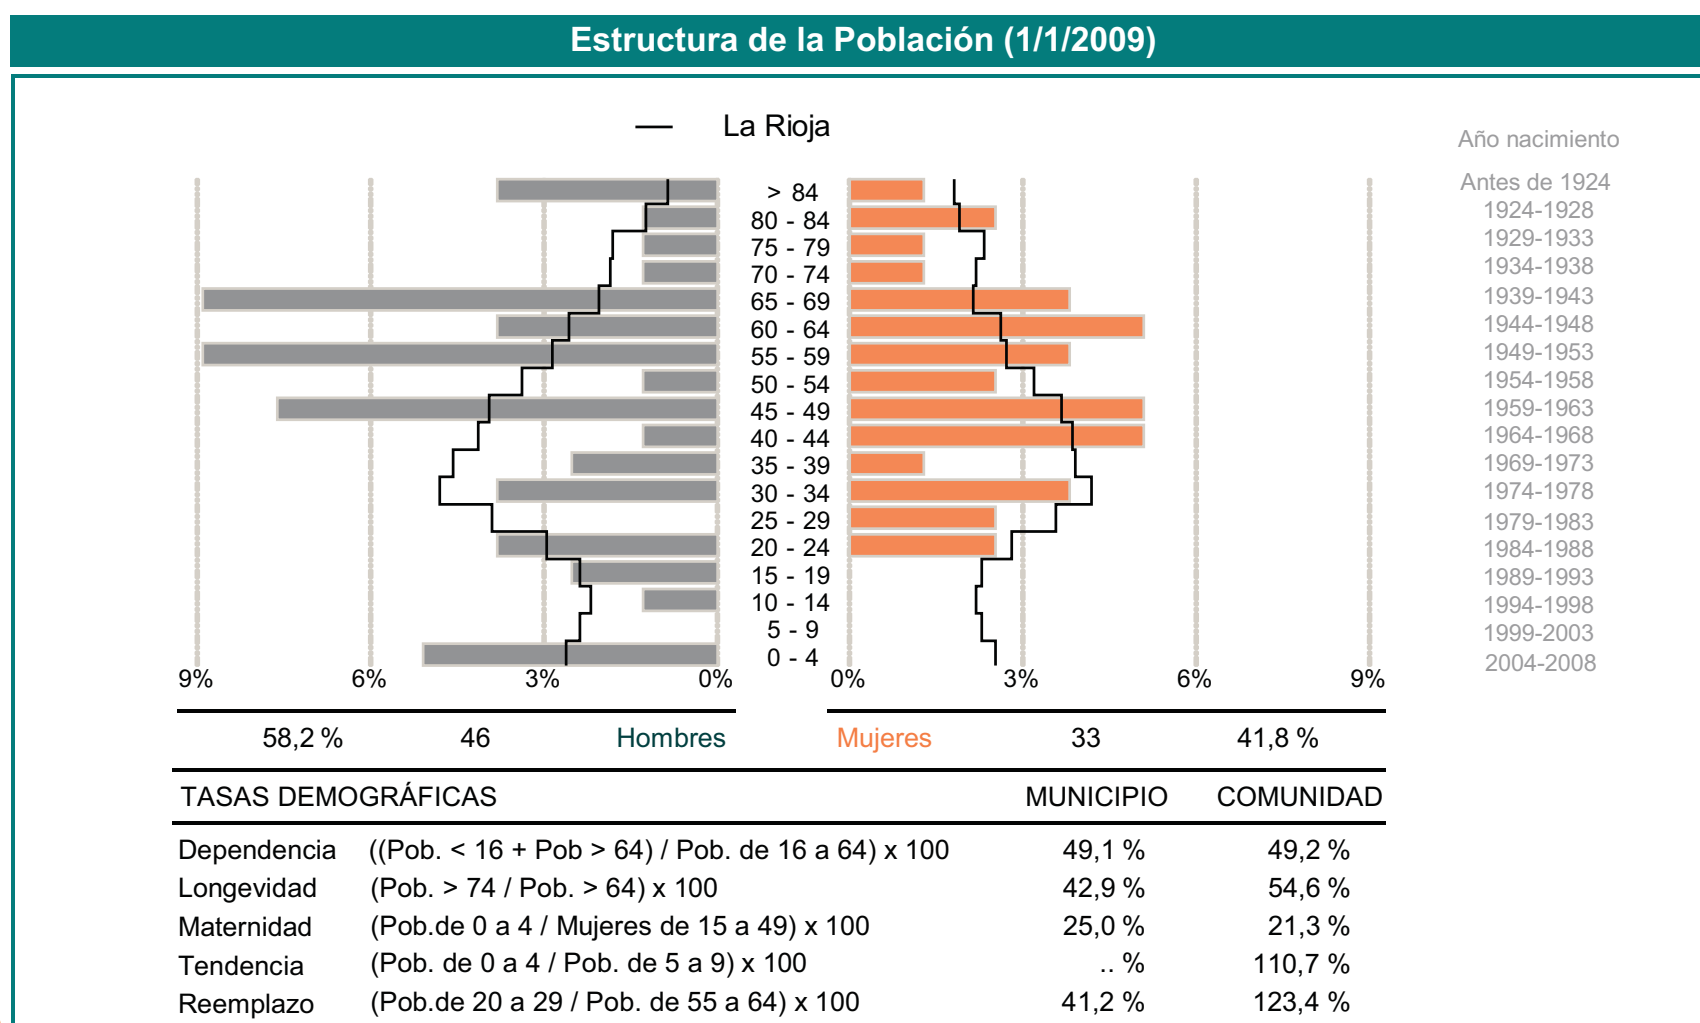 Estructura de la Población (1/1/2009)
La Rioja
Año nacimiento
> 84 Antes de 1924
80 - 84 1924-1928
75 - 79 1929-1933
70 - 74 1934-1938
65 - 69 1939-1943
60 - 64 1944-1948
55 - 59 1949-1953
50 - 54 1954-1958
45 - 49 1959-1963
40 - 44 1964-1968
35 - 39 1969-1973
30 - 34 1974-1978
25 - 29 1979-1983
20 - 24 1984-1988
15 - 19 1989-1993
10 - 14 1994-1998
5 - 9 1999-2003
0 - 4 2004-2008
9% 6% 3% 0% 0% 3% 6% 9%
58,2 % 46 Hombres Mujeres 33 41,8 %
TASAS DEMOGRÁFICAS MUNICIPIO COMUNIDAD
Dependencia ((Pob. < 16 + Pob > 64) / Pob. de 16 a 64) x 100 49,1 % 49,2 %
Longevidad (Pob. > 74 / Pob. > 64) x 100 42,9 % 54,6 %
Maternidad (Pob.de 0 a 4 / Mujeres de 15 a 49) x 100 25,0 % 21,3 %
Tendencia (Pob. de 0 a 4 / Pob. de 5 a 9) x 100 .. % 110,7 %
Reemplazo (Pob.de 20 a 29 / Pob. de 55 a 64) x 100 41,2 % 123,4 %